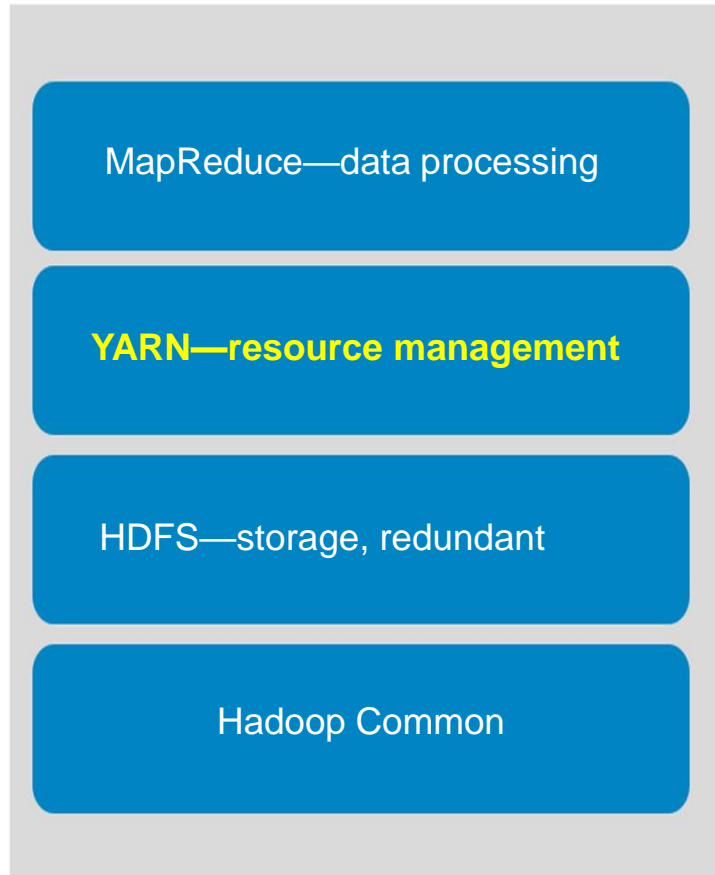 MapReduce—data processing
YARN—resource management
HDFS—storage, redundant
Hadoop Common